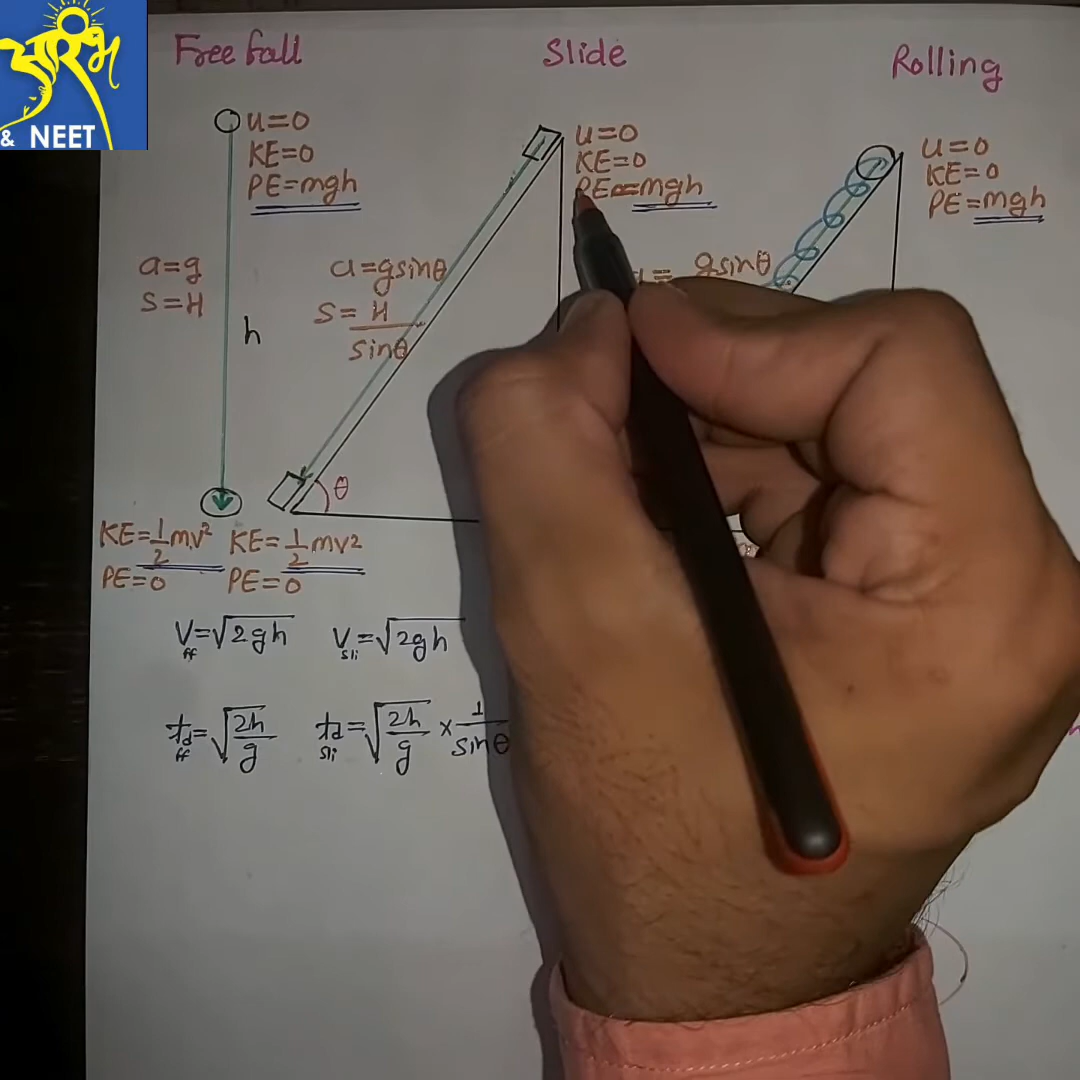 आरंभ
& NEET
Free fall
Slide
Rolling
u=0
KE=0
PE=mgh
a=g
S=H
h
u=0
KE=0
PE=mgh
a=gsinθ
S=H/sinθ
θ
u=0
KE=0
PE=mgh
gsinθ
KE=1/2mv²
PE=0
KE=1/2mv²
PE=0
V_ff=√2gh
V_sli=√2gh
t_d ff=√2h/g
t_d sli=√2h/g×1/sinθ